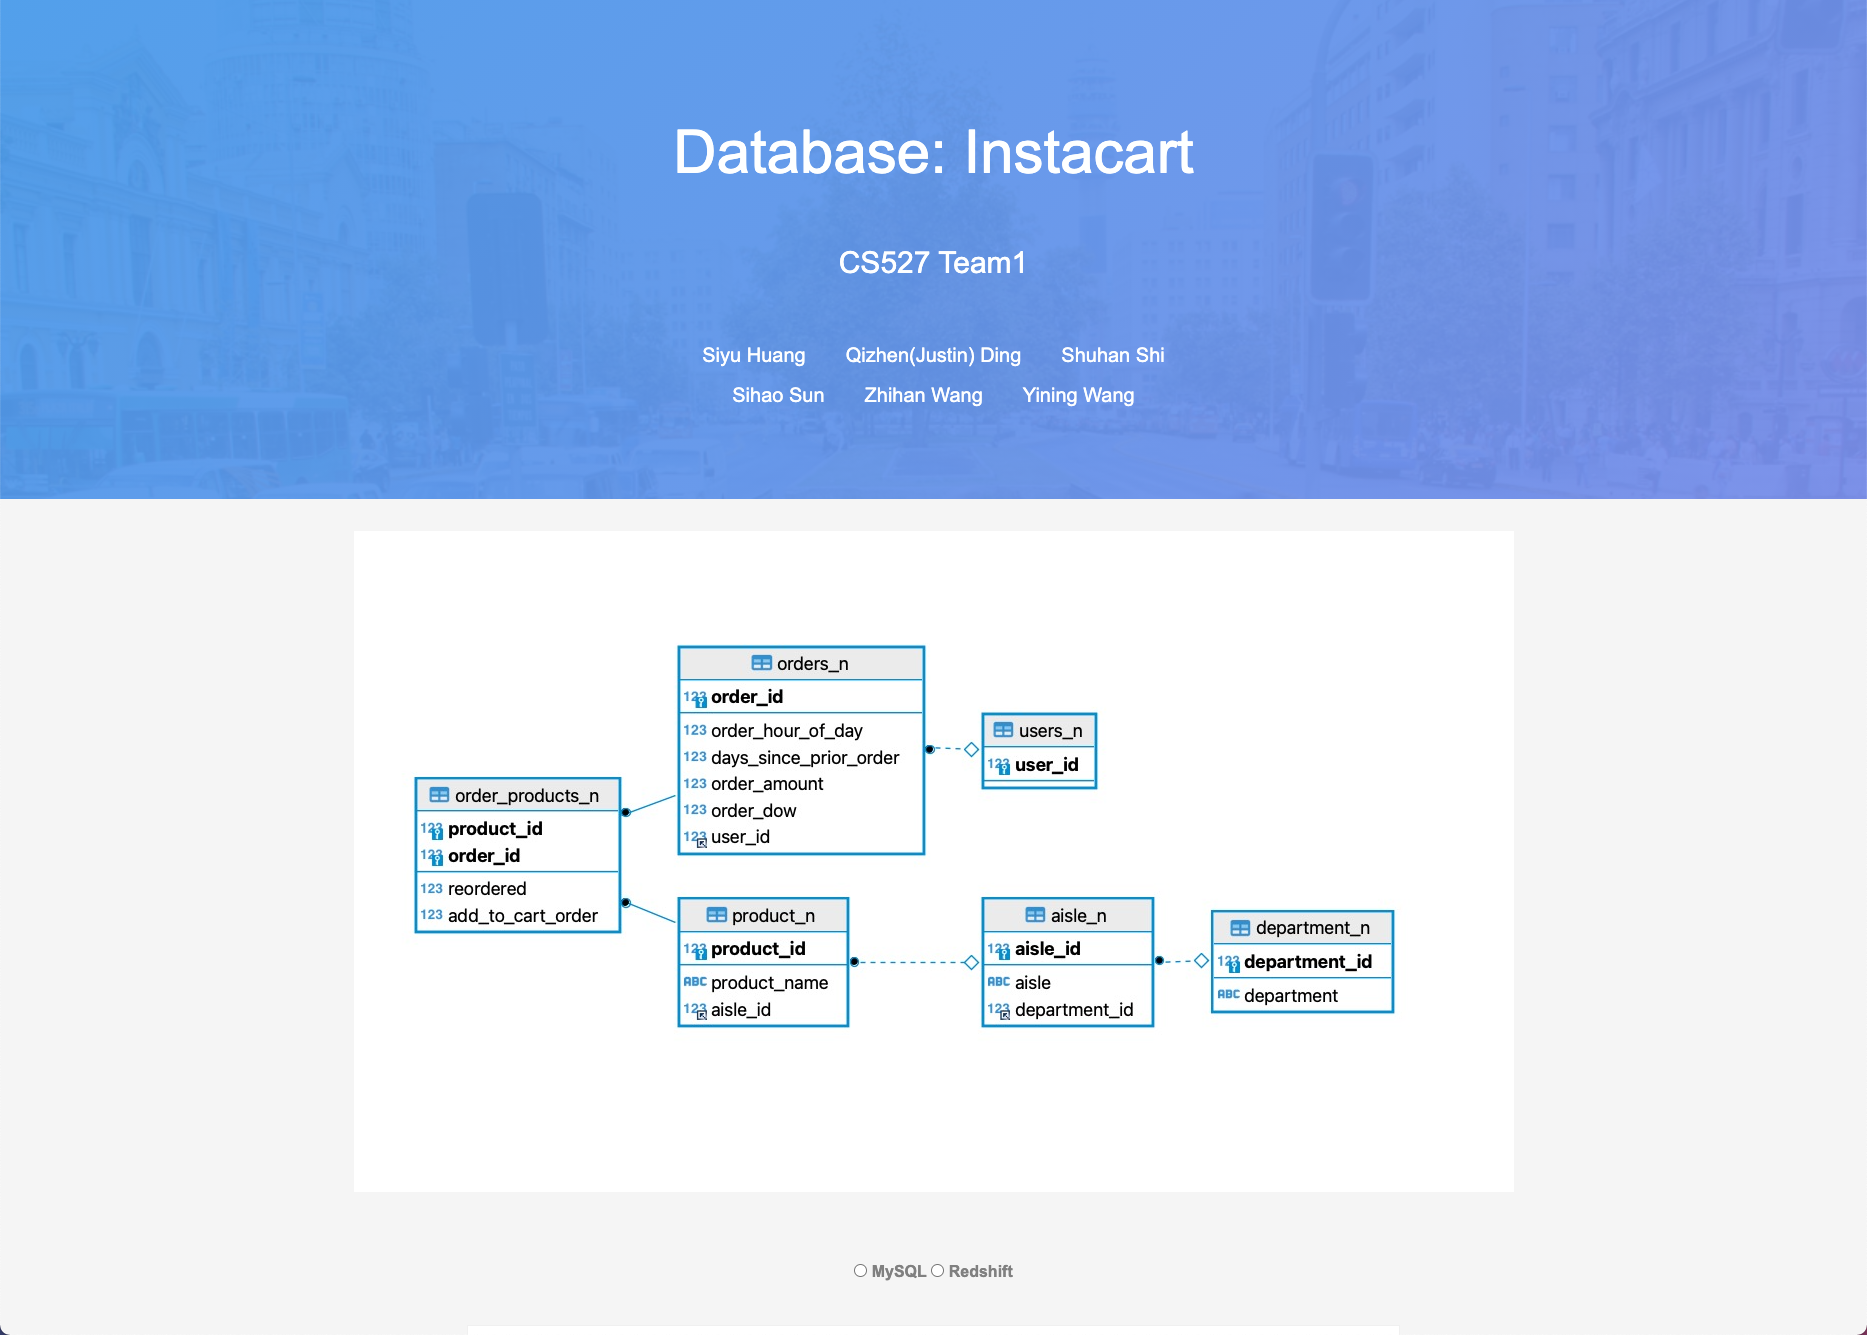 Database: Instacart
CS527 Team1
Siyu Huang Qizhen(Justin) Ding Shuhan Shi
Sihao Sun Zhihan Wang Yining Wang
orders_n
123 order_id
123 order_hour_of_day
123 days_since_prior_order
123 order_amount
123 order_dow
123 user_id
users_n
123 user_id
order_products_n
123 product_id
123 order_id
123 reordered
123 add_to_cart_order
product_n
123 product_id
ABC product_name
123 aisle_id
aisle_n
123 aisle_id
ABC aisle
123 department_id
department_n
123 department_id
ABC department
MySQL Redshift